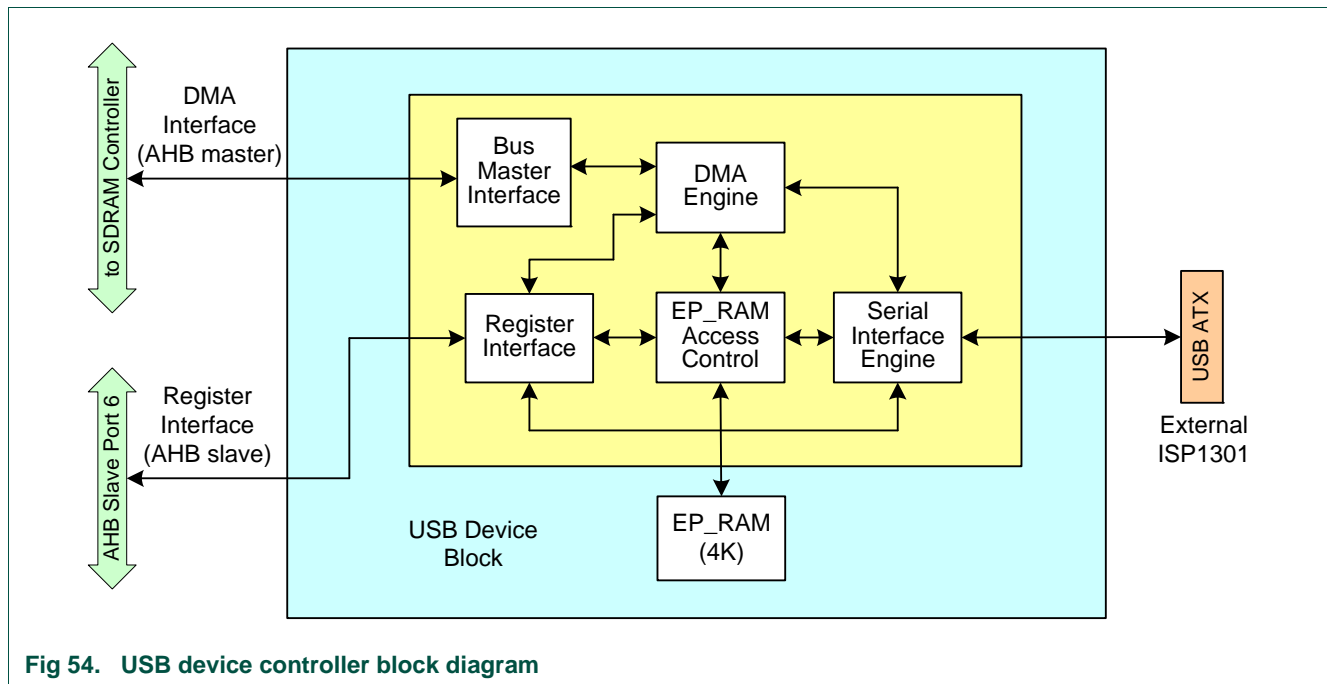 to SDRAM Controller
DMA
Interface
(AHB master)
Bus
Master
Interface
DMA
Engine
Register
Interface
EP_RAM
Access
Control
Serial
Interface
Engine
USB ATX
External
ISP1301
AHB Slave Port 6
Register
Interface
(AHB slave)
USB Device
Block
EP_RAM
(4K)
Fig 54. USB device controller block diagram